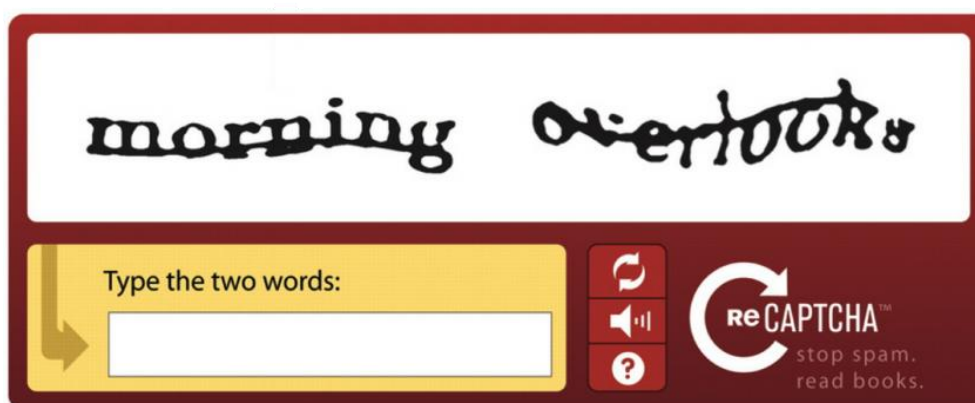 morning overlooks
Type the two words:
ReCAPTCHA™
stop spam.
read books.